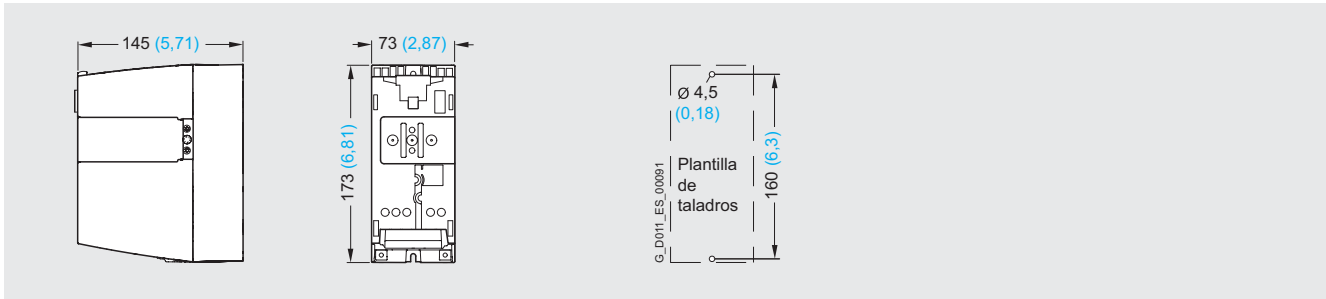 145 (5,71)
73 (2,87)
173 (6,81)
Ø 4,5
(0,18)
Plantilla
de
taladros
160 (6,3)
G_D011_ES_00091